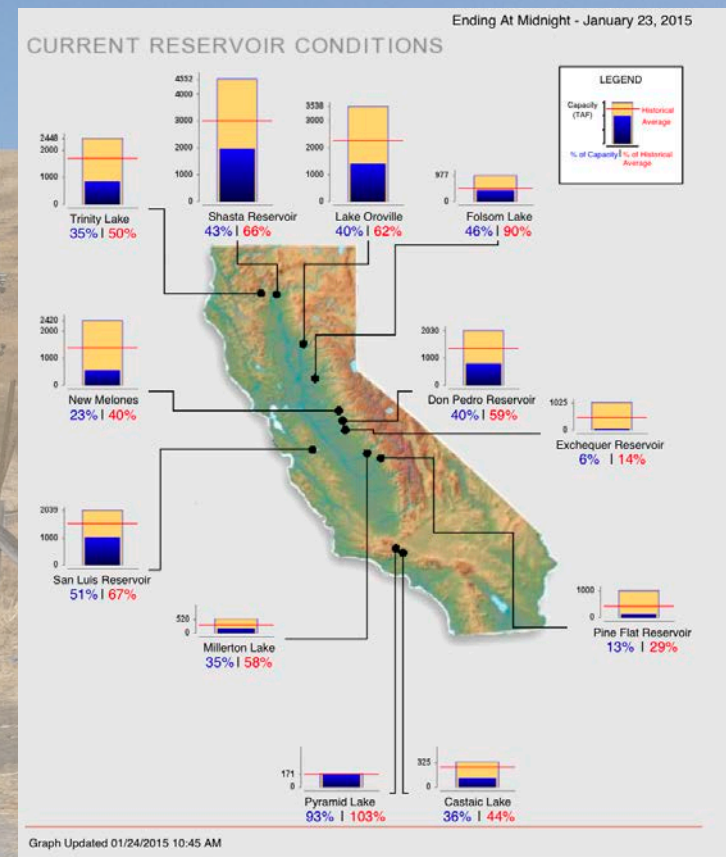 Ending At Midnight - January 23, 2015
CURRENT RESERVOIR CONDITIONS
LEGEND
Capacity
(TAF)
Historical
Average
% of Capacity | % of Historical
Average
4552
4000
3000
2000
1000
0
Shasta Reservoir
43% | 66%
3538
3000
2000
1000
0
Lake Oroville
40% | 62%
2448
2000
1000
0
Trinity Lake
35% | 50%
977
0
Folsom Lake
46% | 90%
2420
2000
1000
0
New Melones
23% | 40%
2030
1000
0
Don Pedro Reservoir
40% | 59%
1025
0
Exchequer Reservoir
6% | 14%
2039
1000
0
San Luis Reservoir
51% | 67%
520
0
Millerton Lake
35% | 58%
1000
0
Pine Flat Reservoir
13% | 29%
171
0
Pyramid Lake
93% | 103%
325
0
Castaic Lake
36% | 44%
Graph Updated 01/24/2015 10:45 AM